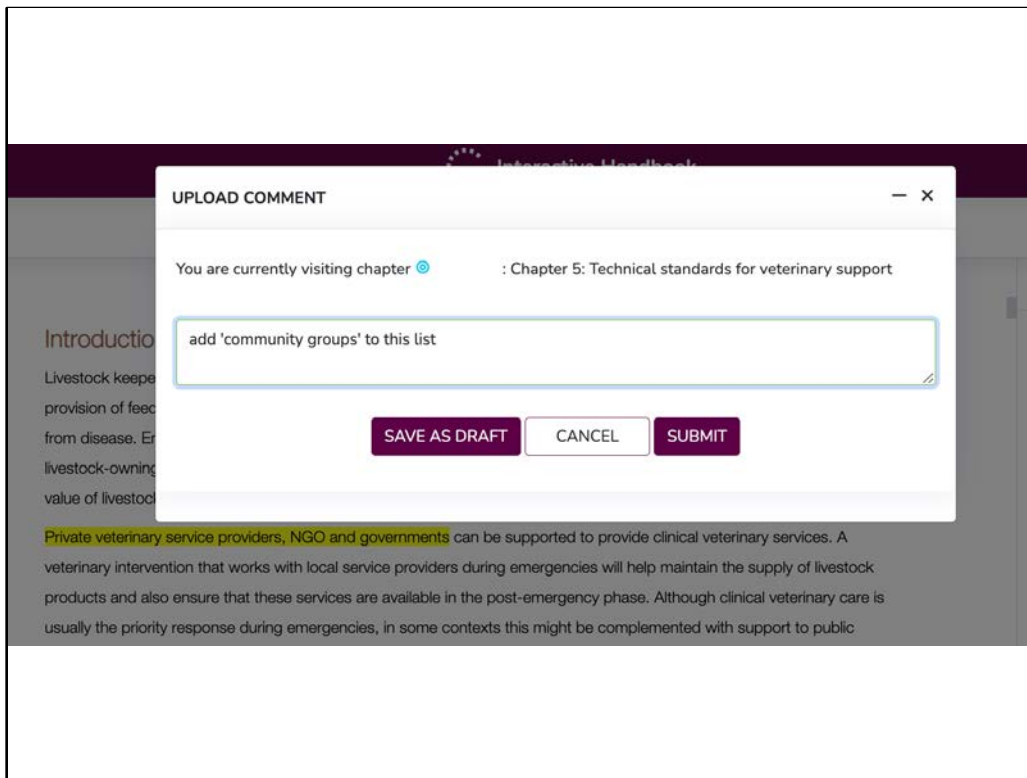 Interactive Handbook
UPLOAD COMMENT
You are currently visiting chapter : Chapter 5: Technical standards for veterinary support
add 'community groups' to this list
SAVE AS DRAFT CANCEL SUBMIT
Introductio
Livestock keepe
provision of feed
from disease. Er
livestock-owning
value of livestock
Private veterinary service providers, NGO and governments can be supported to provide clinical veterinary services. A
veterinary intervention that works with local service providers during emergencies will help maintain the supply of livestock
products and also ensure that these services are available in the post-emergency phase. Although clinical veterinary care is
usually the priority response during emergencies, in some contexts this might be complemented with support to public